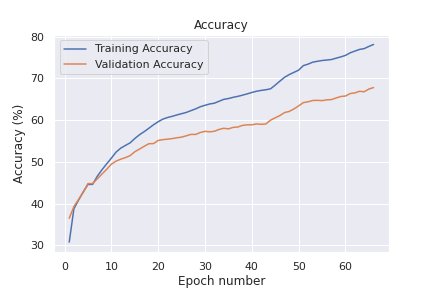 Accuracy
Training Accuracy
Validation Accuracy
Accuracy (%)
80
70
60
50
40
30
0 10 20 30 40 50 60
Epoch number